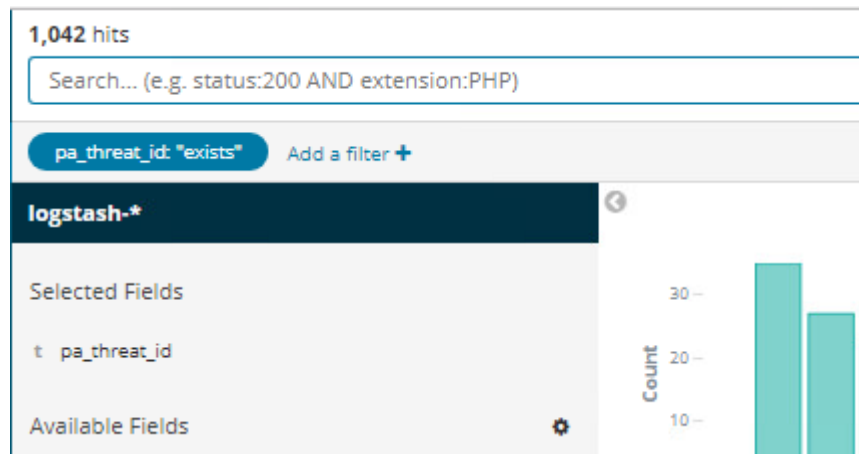 1,042 hits
Search... (e.g. status:200 AND extension:PHP)
pa_threat_id: "exists" Add a filter +
logstash-*
Selected Fields
t pa_threat_id
Available Fields
30
20
10
Count